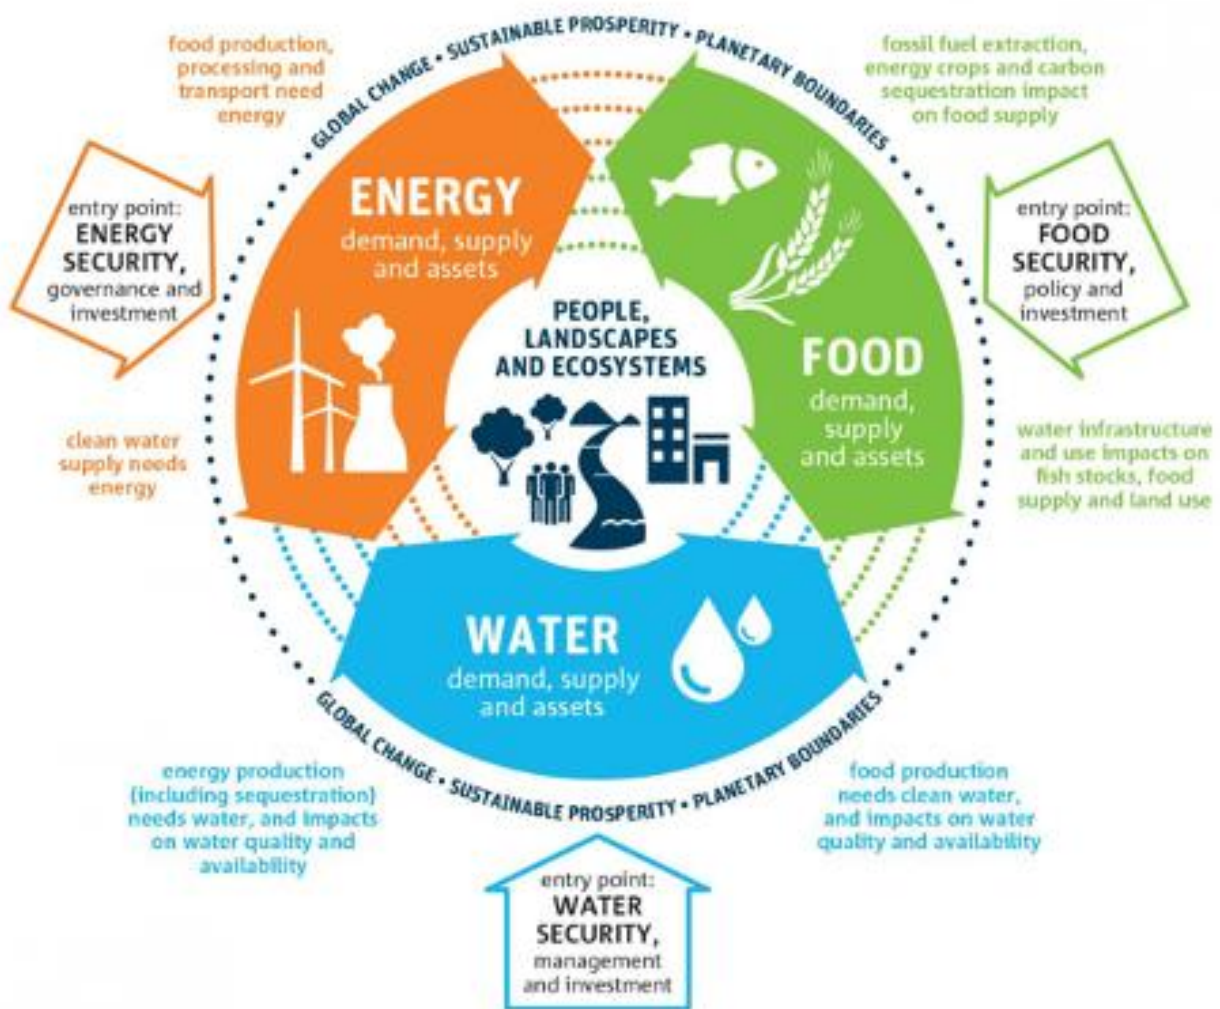 GLOBAL CHANGE • SUSTAINABLE PROSPERITY • PLANETARY BOUNDARIES
food production,
processing and
transport need
energy
fossil fuel extraction,
energy crops and carbon
sequestration impact
on food supply
entry point:
ENERGY
SECURITY,
governance and
investment
ENERGY
demand, supply
and assets
entry point:
FOOD
SECURITY,
policy and
investment
PEOPLE,
LANDSCAPES
AND ECOSYSTEMS
FOOD
demand,
supply
and assets
clean water
supply needs
energy
water infrastructure
and use impacts on
fish stocks, food
supply and land use
WATER
demand, supply
and assets
GLOBAL CHANGE • SUSTAINABLE PROSPERITY • PLANETARY BOUNDARIES
energy production
(including sequestration)
needs water, and impacts
on water quality and
availability
food production
needs clean water,
and impacts on water
quality and availability
entry point:
WATER
SECURITY,
management
and investment